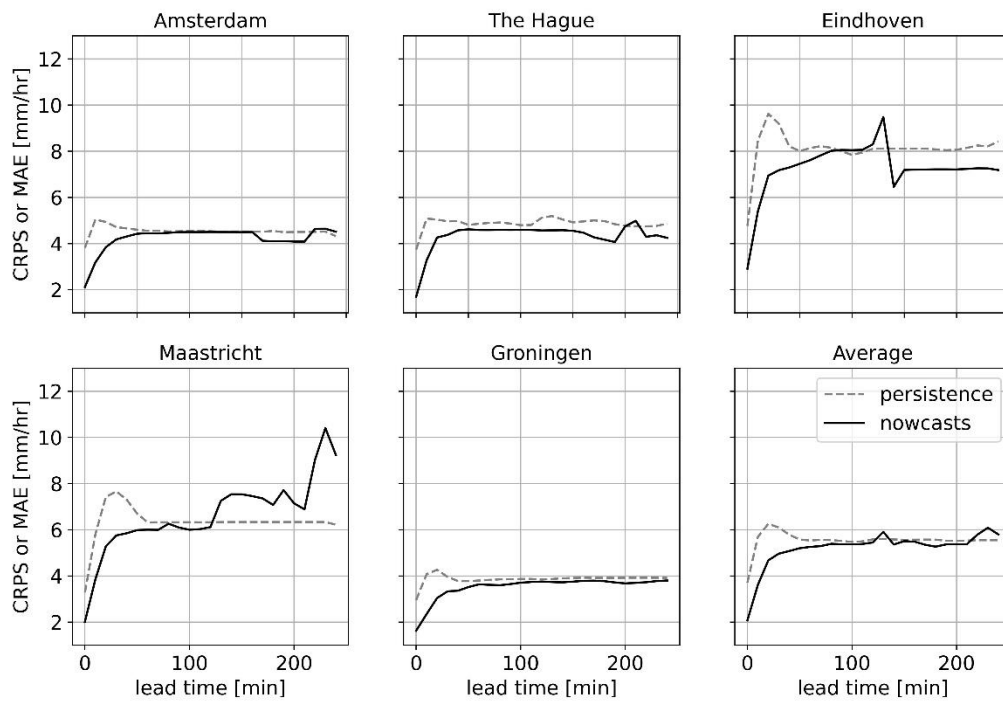 Amsterdam
The Hague
Eindhoven
CRPS or MAE [mm/hr]
12
10
8
6
4
2
Maastricht
Groningen
Average
CRPS or MAE [mm/hr]
12
10
8
6
4
2
persistence
nowcasts
0 100 200
0 100 200
0 100 200
lead time [min]
lead time [min]
lead time [min]